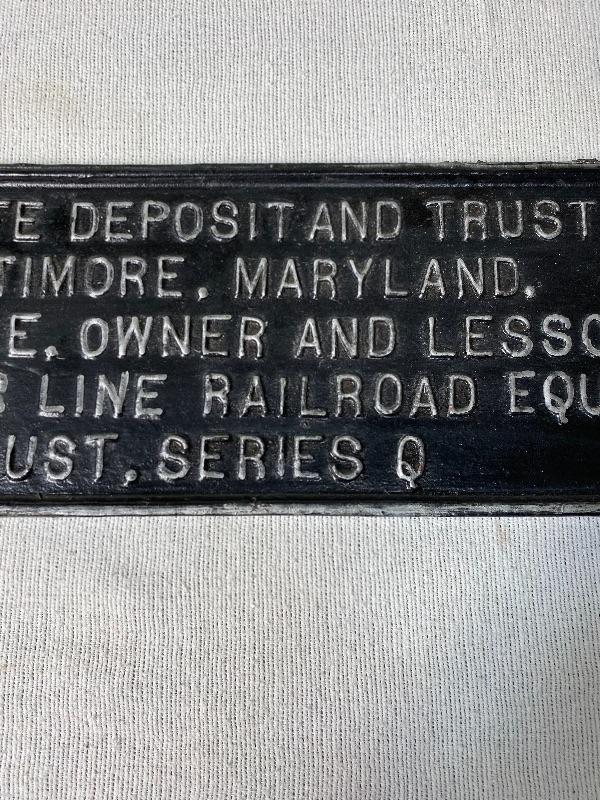 TE DEPOSIT AND TRUST
TIMORE, MARYLAND,
E, OWNER AND LESSO
R LINE RAILROAD EQU
UST, SERIES Q